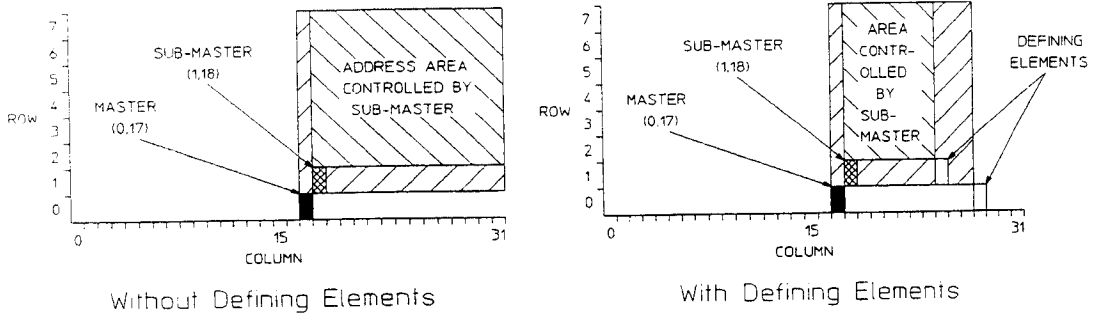 7
6
5
4
3
2
1
0
ROW
SUB-MASTER
(1,18)
MASTER
(0,17)
ADDRESS AREA
CONTROLLED BY
SUB-MASTER
0
15
31
COLUMN
Without Defining Elements
7
6
5
4
3
2
1
0
ROW
SUB-MASTER
(1,18)
MASTER
(0,17)
AREA
CONTR-
OLLED
BY
SUB-
MASTER
DEFINING
ELEMENTS
0
15
31
COLUMN
With Defining Elements